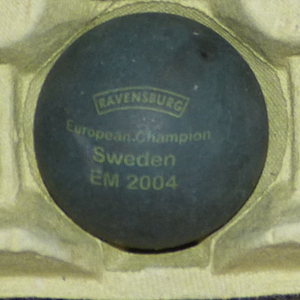 RAVENSBURG
European-Champion
Sweden
EM 2004